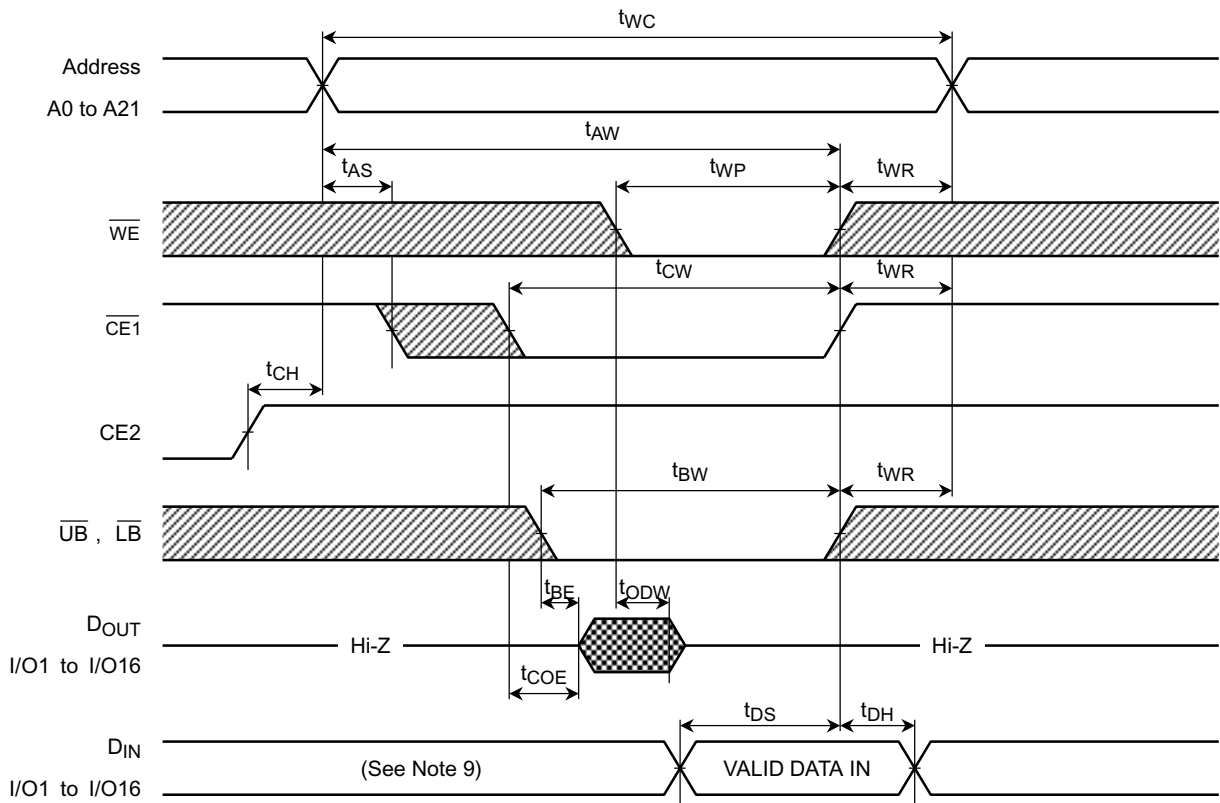 tWC
Address
A0 to A21
tAW
tAS
tWP
tWR
WE
tCW
tWR
CE1
tCH
CE2
tBW
tWR
UB , LB
tBE
tODW
DOUT
Hi-Z
Hi-Z
I/O1 to I/O16
tCOE
tDS
tDH
DIN
(See Note 9)
VALID DATA IN
I/O1 to I/O16